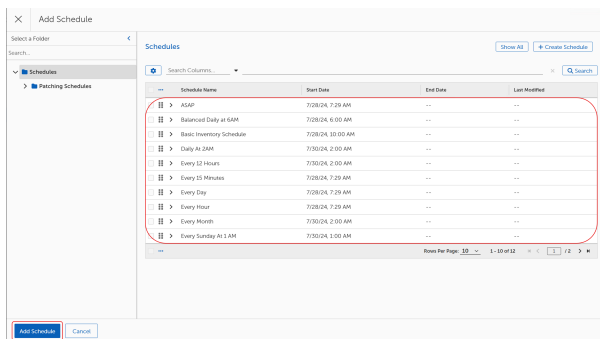 Add Schedule
Select a Folder
Search...
Schedules
Patching Schedules
Schedules
Show All
+ Create Schedule
Search Columns...
Search
Schedule Name Start Date End Date Last Modified
ASAP 7/28/24, 7:29 AM -- --
Balanced Daily at 6AM 7/28/24, 6:00 AM -- --
Basic Inventory Schedule 7/28/24, 10:00 AM -- --
Daily At 2AM 7/30/24, 2:00 AM -- --
Every 12 Hours 7/30/24, 2:00 AM -- --
Every 15 Minutes 7/28/24, 7:29 AM -- --
Every Day 7/28/24, 7:29 AM -- --
Every Hour 7/28/24, 7:29 AM -- --
Every Month 7/30/24, 2:00 AM -- --
Every Sunday At 1 AM 7/30/24, 1:00 AM -- --
Rows Per Page: 10 1 - 10 of 12 1 / 2
Add Schedule Cancel